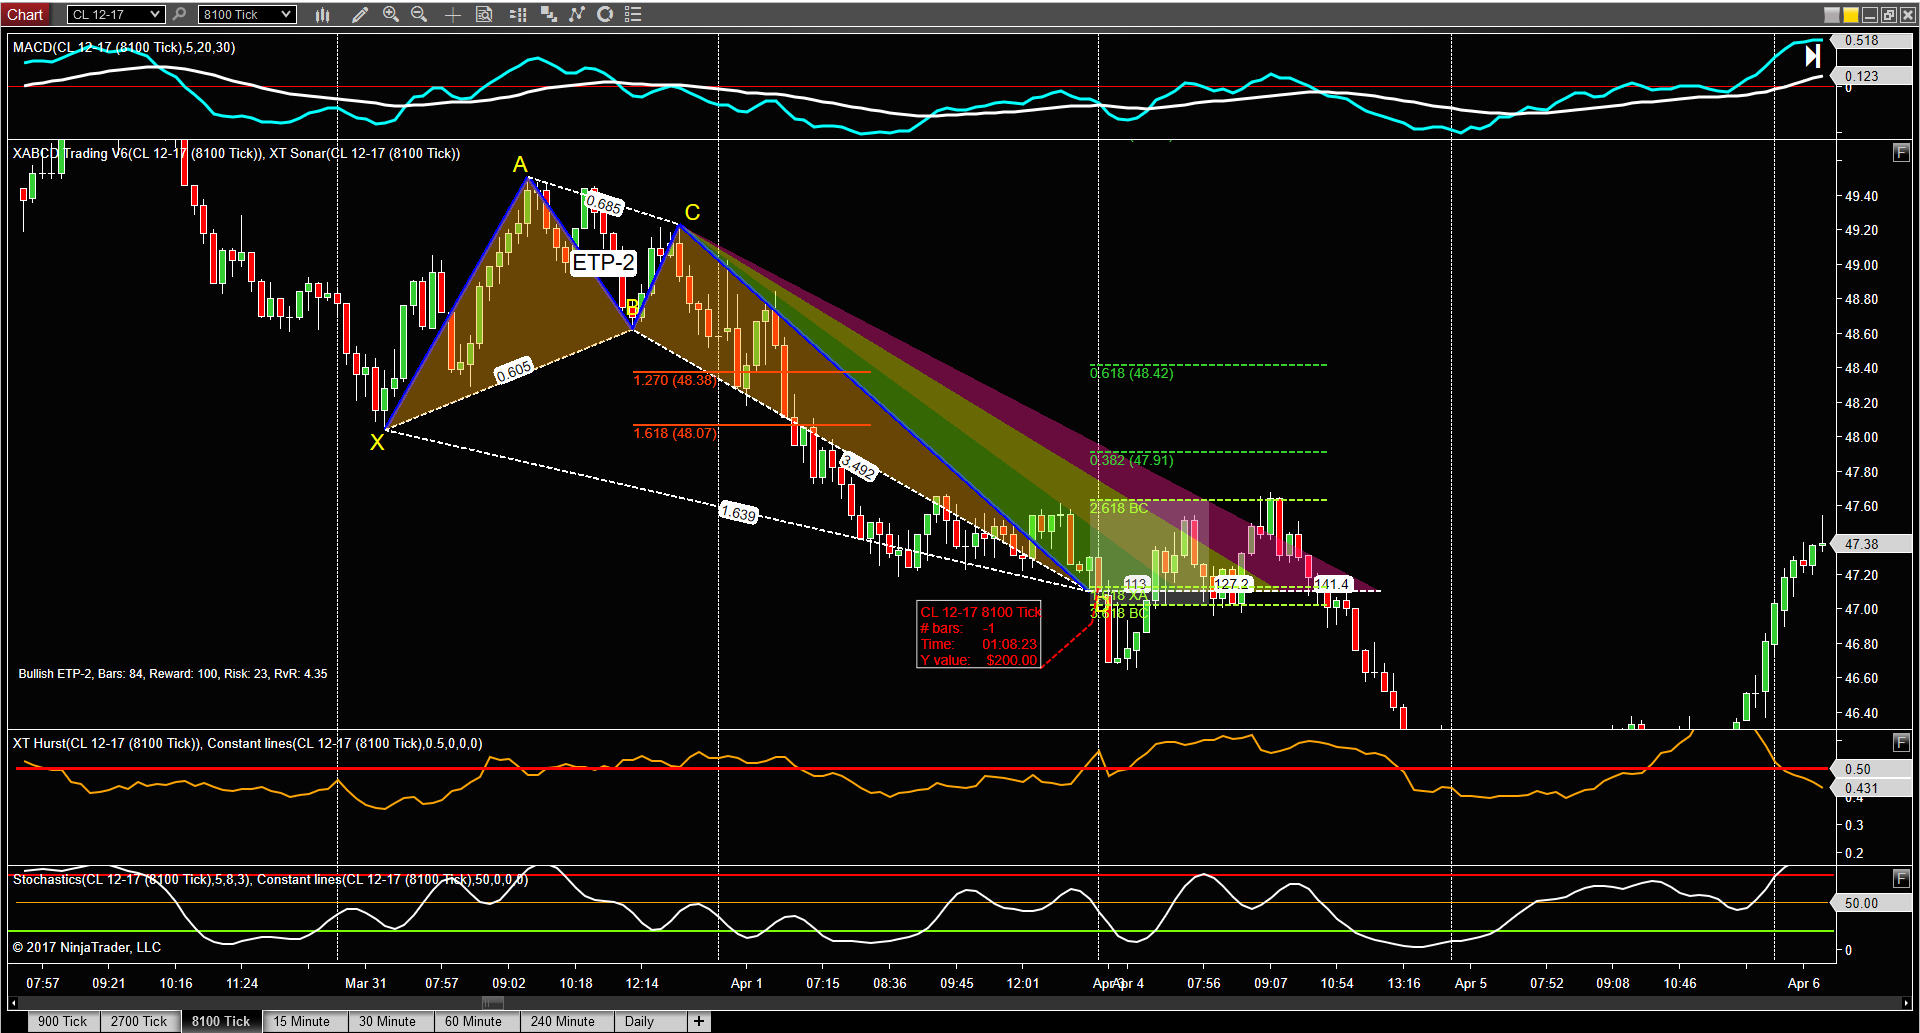 Chart CL 12-17 8100 Tick
MACD(CL 12-17 (8100 Tick),5,20,30)
0.518
0.123
0
XABCD Trading V6(CL 12-17 (8100 Tick)), XT Sonar(CL 12-17 (8100 Tick))
F
A
0.685
C
ETP-2
B
0.605
X
1.270 (48.38)
1.618 (48.07)
3.492
1.639
0.618 (48.42)
0.382 (47.91)
2.618 BC
113
127.2
141.4
1.618 XA
D
3.618 BC
CL 12-17 8100 Tick
# bars: -1
Time: 01:08:23
Y value: $200.00
Bullish ETP-2, Bars: 84, Reward: 100, Risk: 23, RvR: 4.35
49.40
49.20
49.00
48.80
48.60
48.40
48.20
48.00
47.80
47.60
47.38
47.20
47.00
46.80
46.60
46.40
XT Hurst(CL 12-17 (8100 Tick)), Constant lines(CL 12-17 (8100 Tick),0.5,0,0,0)
F
0.50
0.431
0.4
0.3
0.2
Stochastics(CL 12-17 (8100 Tick),5,8,3), Constant lines(CL 12-17 (8100 Tick),50,0,0,0)
F
50.00
0
© 2017 NinjaTrader, LLC
07:57 09:21 10:16 11:24 Mar 31 07:57 09:02 10:18 12:14 Apr 1 07:15 08:36 09:45 12:01 Apr 4 07:56 09:07 10:54 13:16 Apr 5 07:52 09:08 10:46 Apr 6
900 Tick 2700 Tick 8100 Tick 15 Minute 30 Minute 60 Minute 240 Minute Daily +